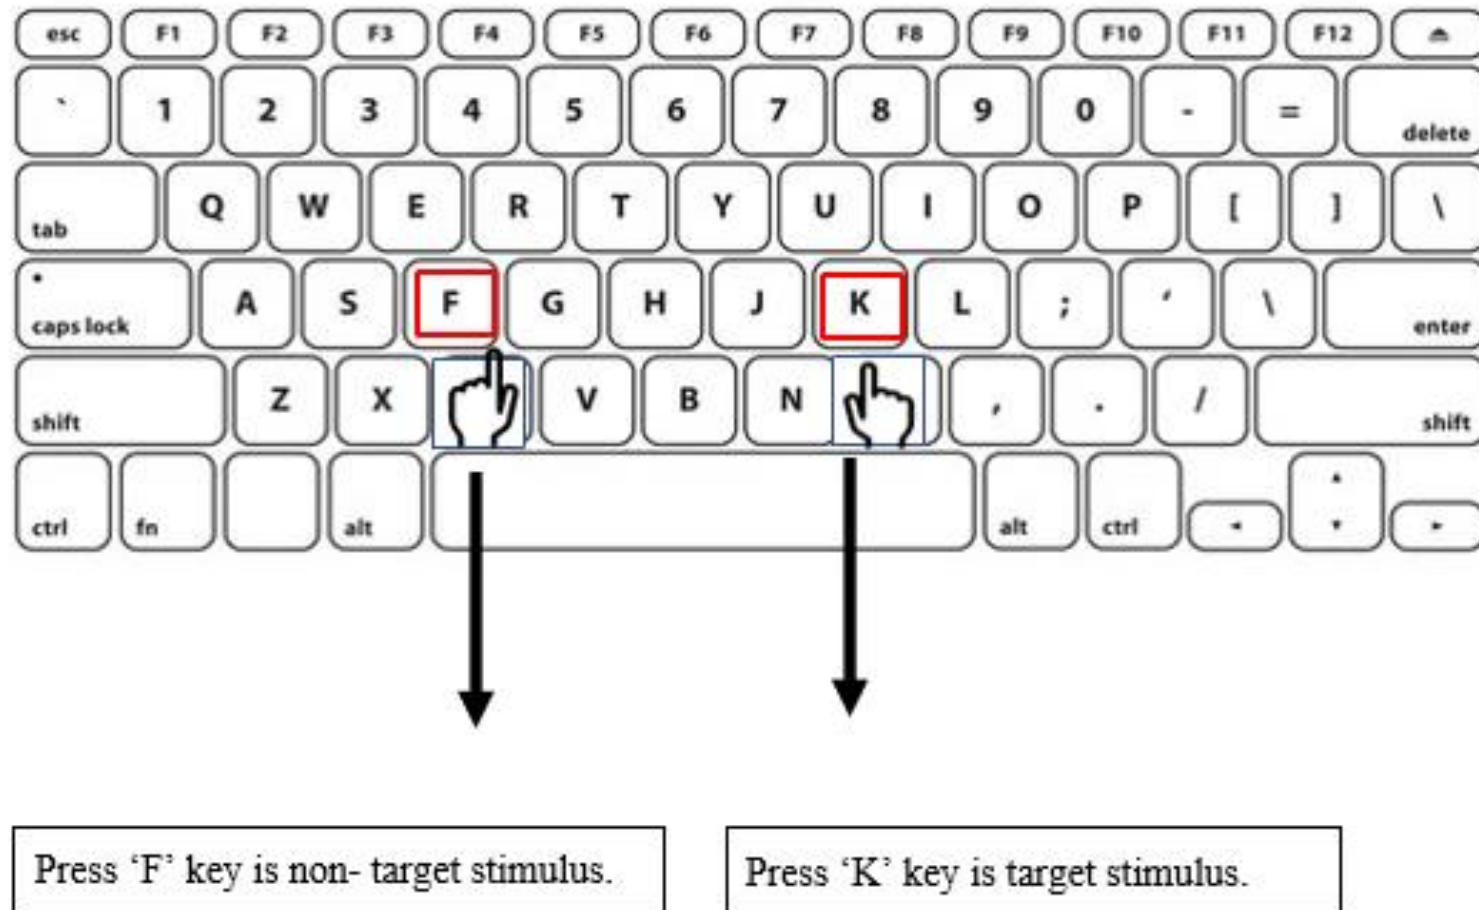 esc F1 F2 F3 F4 F5 F6 F7 F8 F9 F10 F11 F12
` 1 2 3 4 5 6 7 8 9 0 - = delete
tab Q W E R T Y U I O P [ ] \
caps lock A S F G H J K L ; ‘ \ enter
shift Z X V B N , . / shift
ctrl fn alt alt ctrl
Press ‘F’ key is non- target stimulus.
Press ‘K’ key is target stimulus.